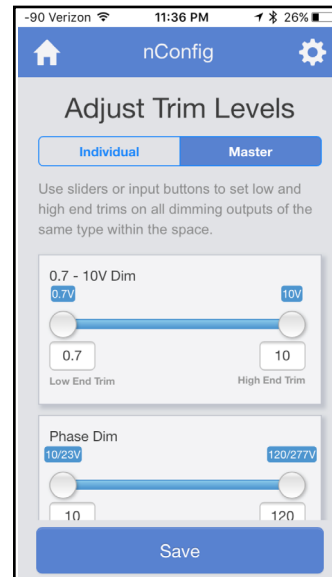 -90 Verizon 11:36 PM 26%
nConfig
Adjust Trim Levels
Individual Master
Use sliders or input buttons to set low and
high end trims on all dimming outputs of the
same type within the space.
0.7 - 10V Dim
0.7V 10V
0.7 10
Low End Trim High End Trim
Phase Dim
10/23V 120/277V
10 120
Save